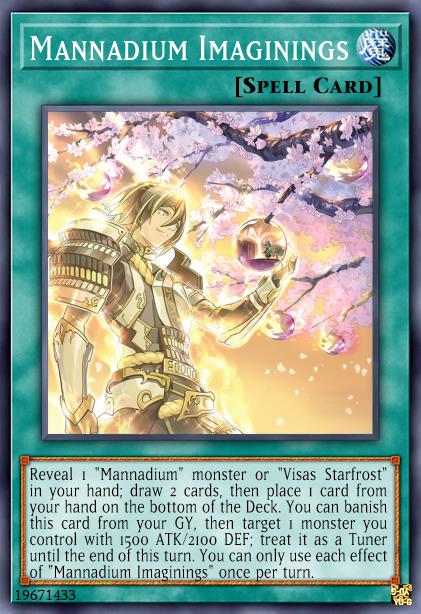 Mannadium Imaginings 魔
[Spell Card]
Reveal 1 "Mannadium" monster or "Visas Starfrost"
in your hand; draw 2 cards, then place 1 card from
your hand on the bottom of the Deck. You can banish
this card from your GY, then target 1 monster you
control with 1500 ATK/2100 DEF; treat it as a Tuner
until the end of this turn. You can only use each effect
of "Mannadium Imaginings" once per turn.
19671433